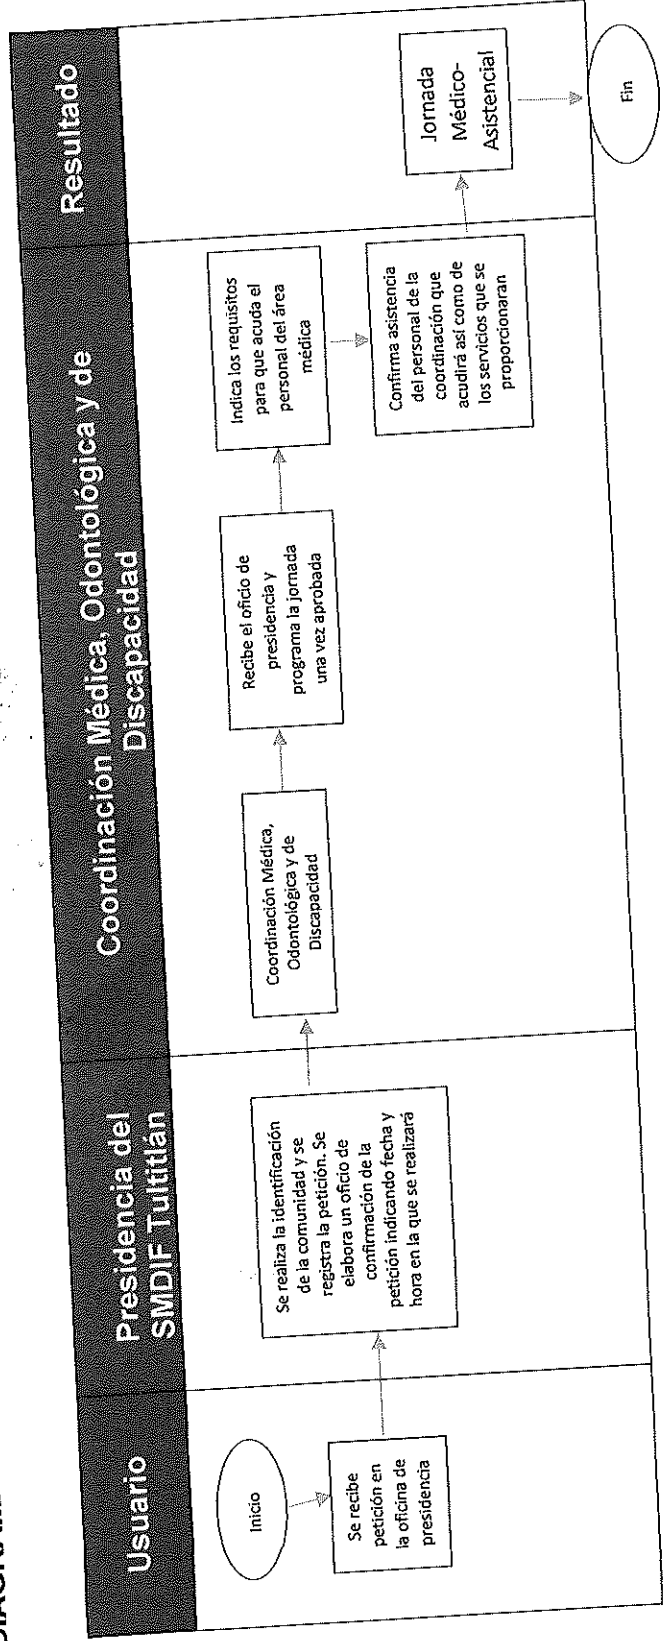 Usuario
Presidencia del
SMDIF Tultitlán
Coordinación Médica, Odontológica y de
Discapacidad
Resultado
Inicio
Se recibe
petición en
la oficina de
presidencia
Se realiza la identificación
de la comunidad y se
registra la petición. Se
elabora un oficio de
confirmación de la
petición indicando fecha y
hora en la que se realizará
Coordinación Médica,
Odontológica y de
Discapacidad
Recibe el oficio de
presidencia y
programa la jornada
una vez aprobada
Indica los requisitos
para que acuda el
personal del área
médica
Confirma asistencia
del personal de la
coordinación que
acudirá así como de
los servicios que se
proporcionaran
Jornada
Médico-
Asistencial
Fin